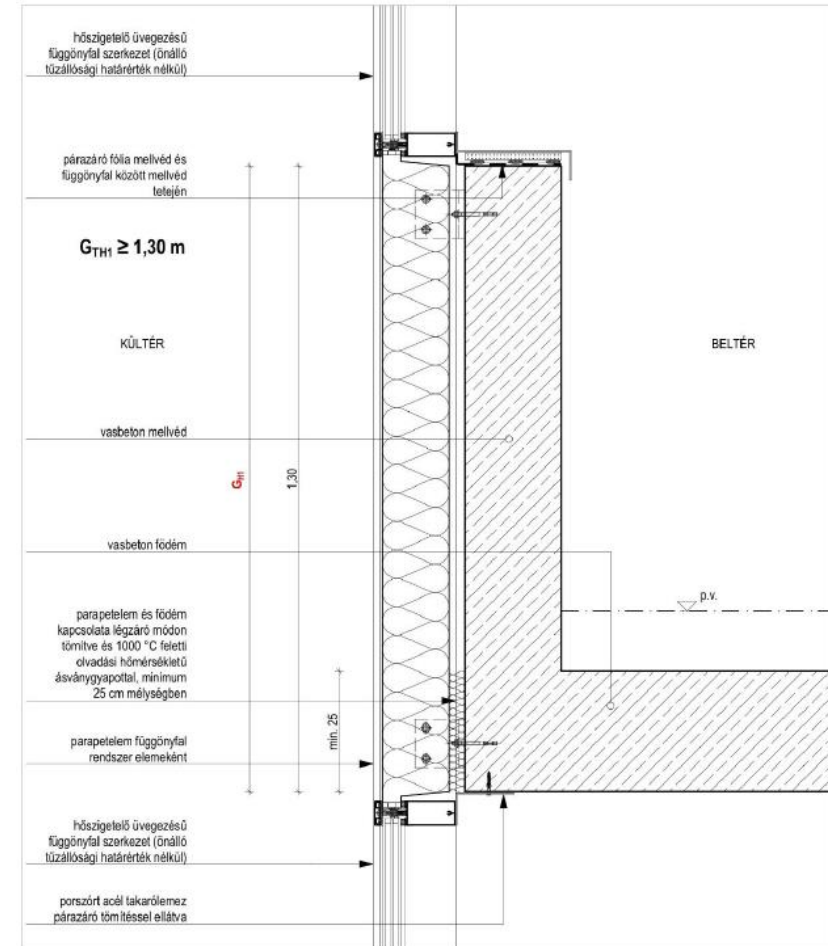 hőszigetelő üvegezésű
függönyfal szerkezet (önálló
tűzállósági határérték nélkül)
párazáró fólia mellvéd és
függönyfal között mellvéd
tetején
GTH1 ≥ 1,30 m
KÜLTÉR
BELTÉR
vasbeton mellvéd
GH1
1,30
vasbeton födém
p.v.
parapetelem és födém
kapcsolata légzáró módon
tömítve és 1000 °C feletti
olvadási hőmérsékletű
ásványgyapottal, minimum
25 cm mélységben
min. 25
parapetelem függönyfal
rendszer elemeként
hőszigetelő üvegezésű
függönyfal szerkezet (önálló
tűzállósági határérték nélkül)
porszórt acél takarólemez
párazáró tömítéssel ellátva